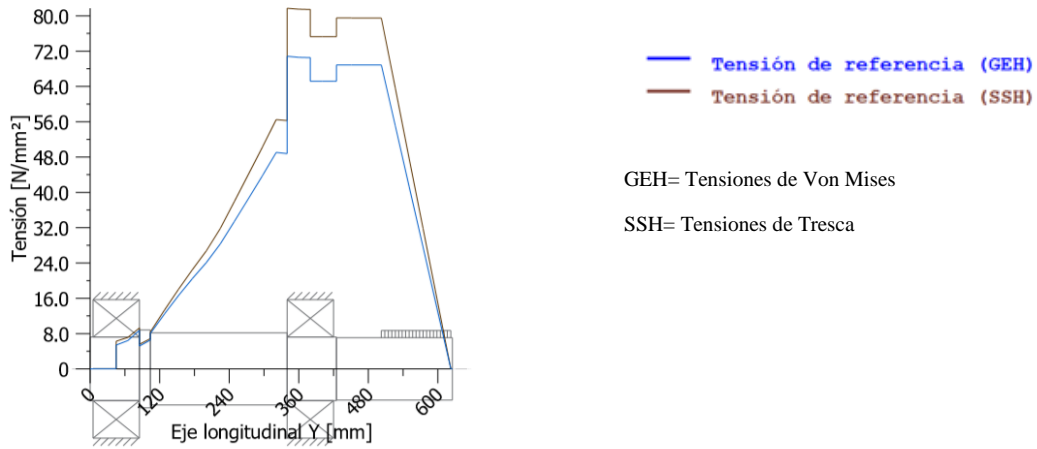 80.0
72.0
64.0
56.0
48.0
40.0
32.0
24.0
16.0
8.0
0
Tensión [N/mm²]
0 120 240 360 480 600
Eje longitudinal Y [mm]
Tensión de referencia (GEH)
Tensión de referencia (SSH)
GEH= Tensiones de Von Mises
SSH= Tensiones de Tresca